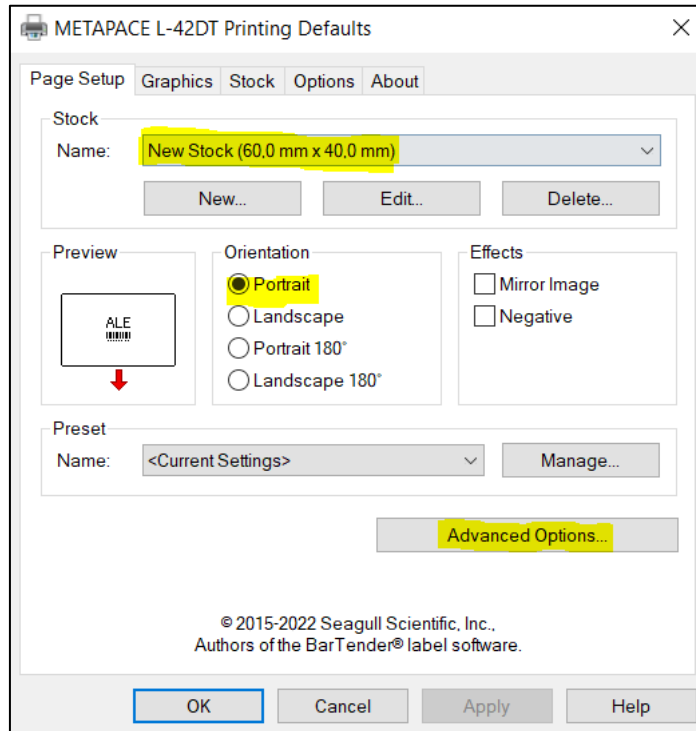 METAPACE L-42DT Printing Defaults
Page Setup Graphics Stock Options About
Stock
Name: New Stock (60,0 mm x 40,0 mm)
New... Edit... Delete...
Preview Orientation Effects
ALE
Portrait Mirror Image
Landscape Negative
Portrait 180°
Landscape 180°
Preset
Name: <Current Settings> Manage...
Advanced Options...
© 2015-2022 Seagull Scientific, Inc.,
Authors of the BarTender® label software.
OK Cancel Apply Help